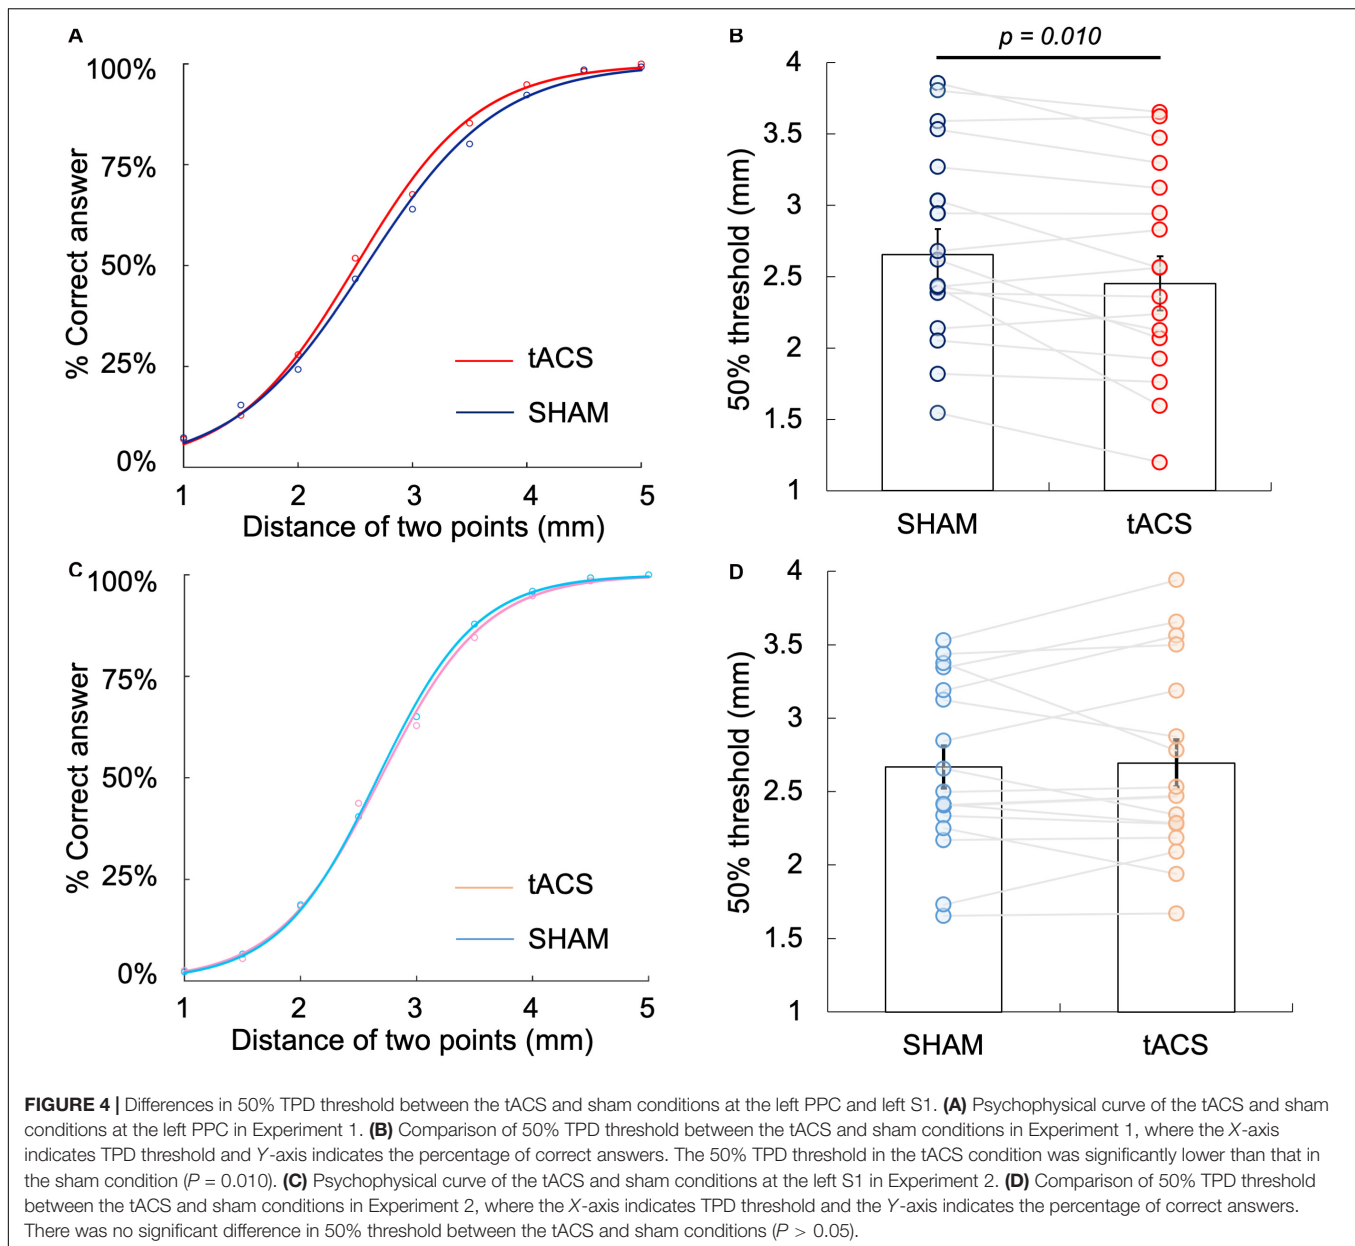 A
100%
75%
50%
25%
0%
% Correct answer
tACS
SHAM
1 2 3 4 5
Distance of two points (mm)
B
p = 0.010
4
3.5
3
2.5
2
1.5
1
50% threshold (mm)
SHAM tACS
C
100%
75%
50%
25%
0%
% Correct answer
tACS
SHAM
1 2 3 4 5
Distance of two points (mm)
D
4
3.5
3
2.5
2
1.5
1
50% threshold (mm)
SHAM tACS
FIGURE 4 | Differences in 50% TPD threshold between the tACS and sham conditions at the left PPC and left S1. (A) Psychophysical curve of the tACS and sham
conditions at the left PPC in Experiment 1. (B) Comparison of 50% TPD threshold between the tACS and sham conditions in Experiment 1, where the X-axis
indicates TPD threshold and Y-axis indicates the percentage of correct answers. The 50% TPD threshold in the tACS condition was significantly lower than that in
the sham condition (P = 0.010). (C) Psychophysical curve of the tACS and sham conditions at the left S1 in Experiment 2. (D) Comparison of 50% TPD threshold
between the tACS and sham conditions in Experiment 2, where the X-axis indicates TPD threshold and the Y-axis indicates the percentage of correct answers.
There was no significant difference in 50% threshold between the tACS and sham conditions (P > 0.05).